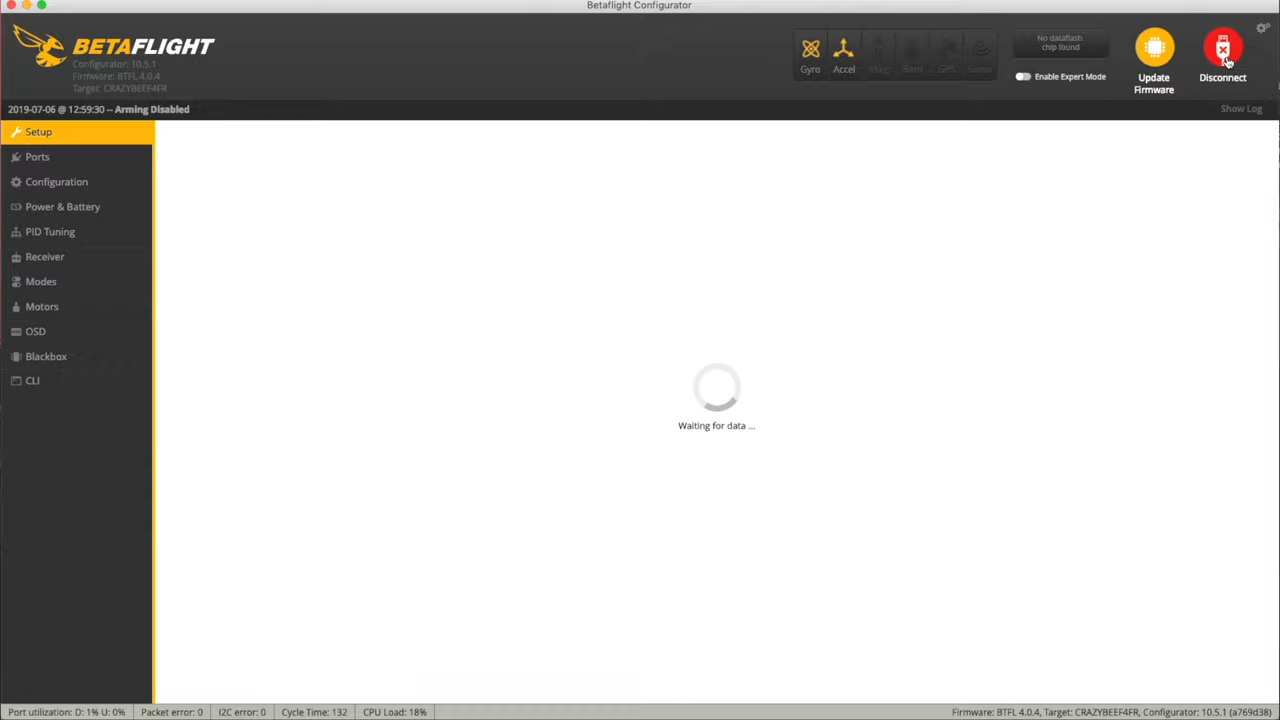 Betaflight Configurator
BETAFLIGHT
Configurator: 10.5.1
Firmware: BTFL 4.0.4
Target: CRAZYBEEF4FR
Gyro
Accel
Mag
Baro
GPS
Sonar
No dataflash
chip found
Enable Expert Mode
Update
Firmware
Disconnect
2019-07-06 @ 12:59:30 -- Arming Disabled
Show Log
Setup
Ports
Configuration
Power & Battery
PID Tuning
Receiver
Modes
Motors
OSD
Blackbox
CLI
Waiting for data ...
Port utilization: D: 1% U: 0%
Packet error: 0
I2C error: 0
Cycle Time: 132
CPU Load: 18%
Firmware: BTFL 4.0.4, Target: CRAZYBEEF4FR, Configurator: 10.5.1 (a769d38)